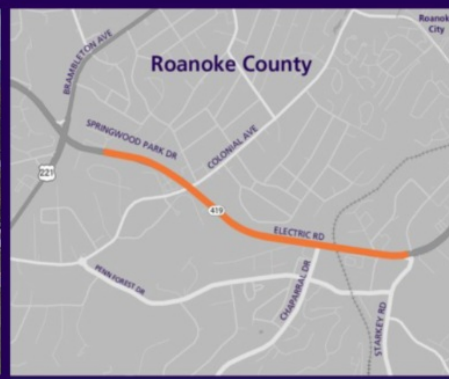 Roanoke
City
BRAMBLETON AVE
Roanoke County
SPRINGWOOD PARK DR
COLONIAL AVE
221
419
ELECTRIC RD
PENN FOREST DR
CHAPARRAL DR
STARKEY RD